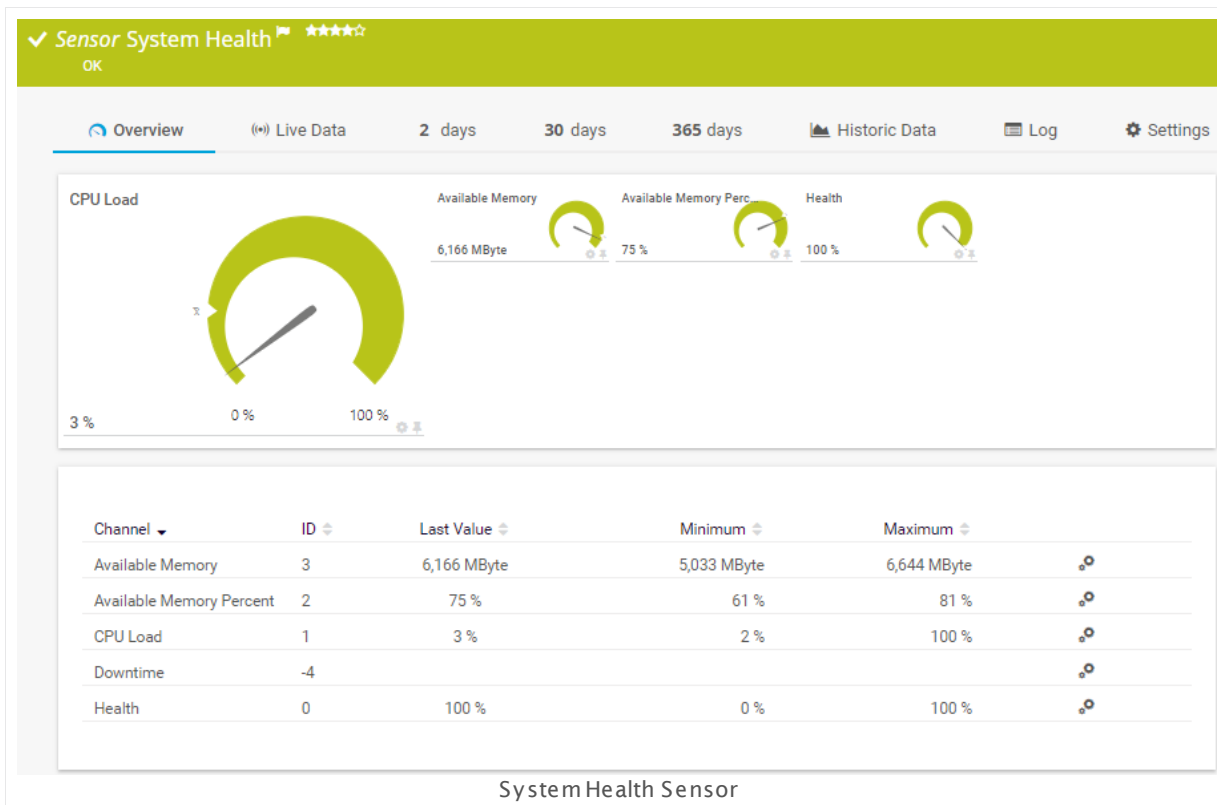 Sensor System Health
OK
Overview Live Data 2 days 30 days 365 days Historic Data Log Settings
CPU Load
3 %
0 % 100 %
Available Memory
6,166 MByte
Available Memory Perc...
75 %
Health
100 %
Channel ID Last Value Minimum Maximum
Available Memory 3 6,166 MByte 5,033 MByte 6,644 MByte
Available Memory Percent 2 75 % 61 % 81 %
CPU Load 1 3 % 2 % 100 %
Downtime -4
Health 0 100 % 0 % 100 %
System Health Sensor